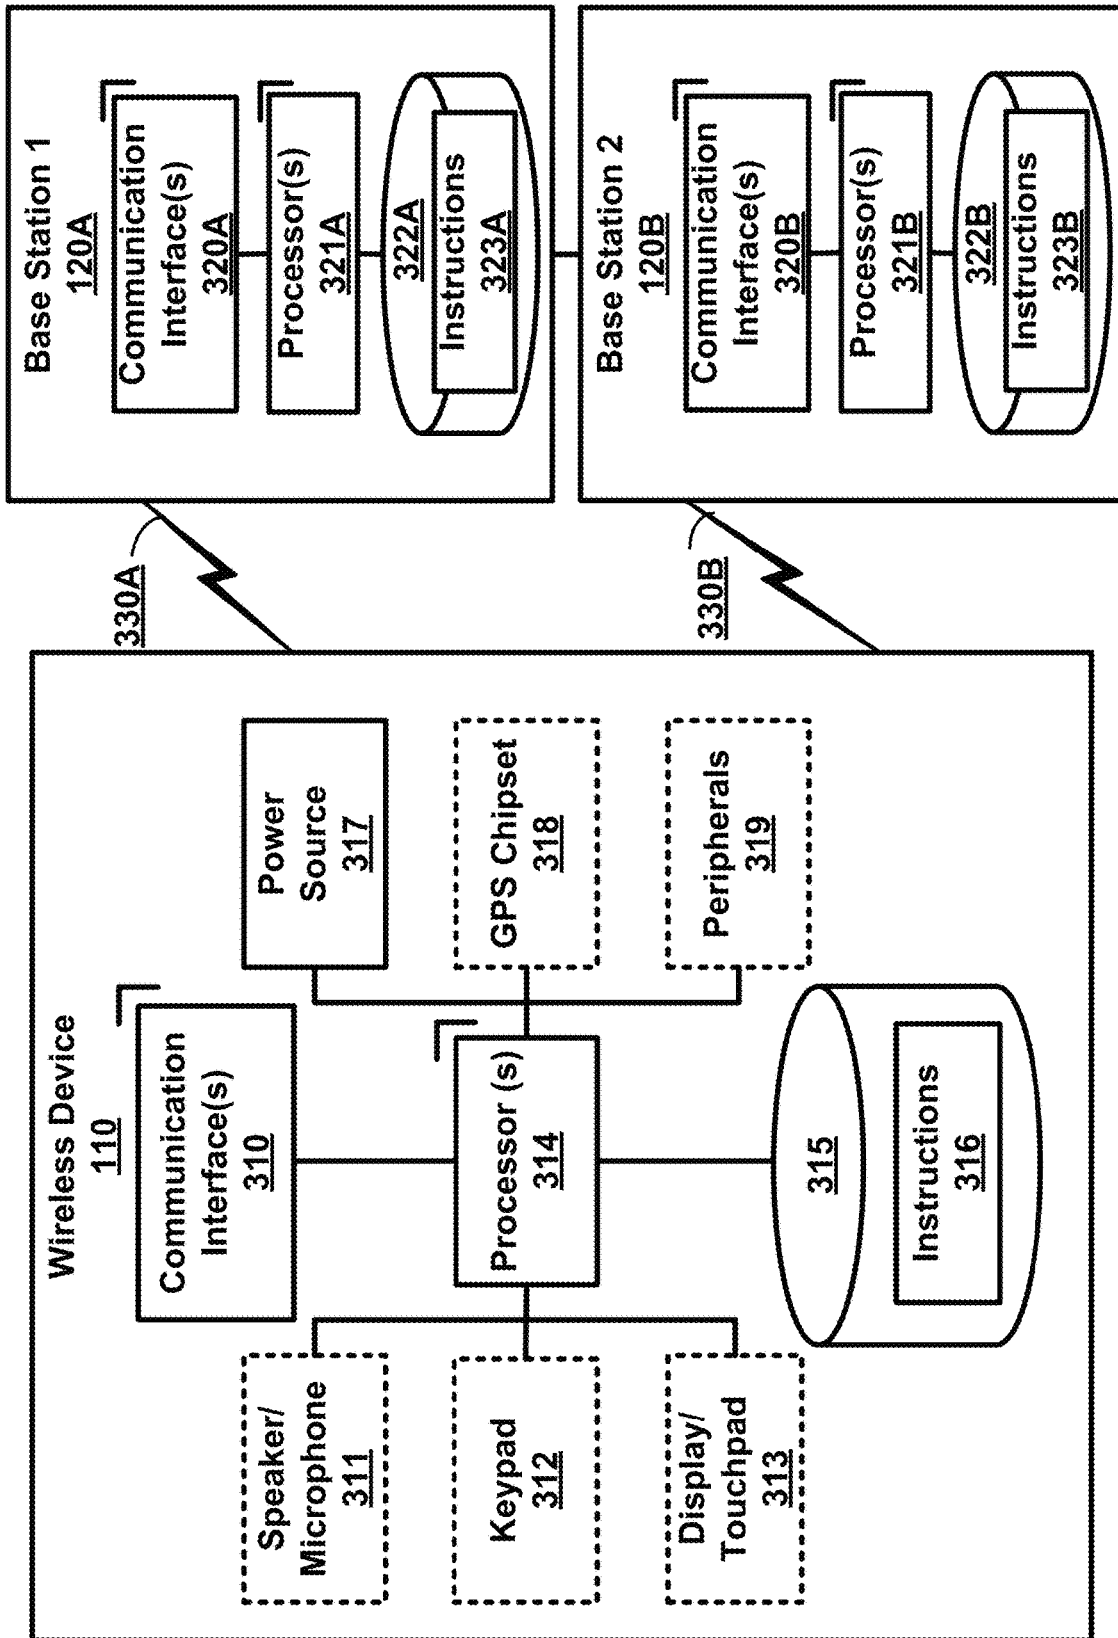 Wireless Device
110
Communication
Interface(s)
310
Speaker/
Microphone
311
Keypad
312
Display/
Touchpad
313
Processor (s)
314
Power
Source
317
GPS Chipset
318
Peripherals
319
315
Instructions
316
330A
330B
Base Station 1
120A
Communication
Interface(s)
320A
Processor(s)
321A
322A
Instructions
323A
Base Station 2
120B
Communication
Interface(s)
320B
Processor(s)
321B
322B
Instructions
323B